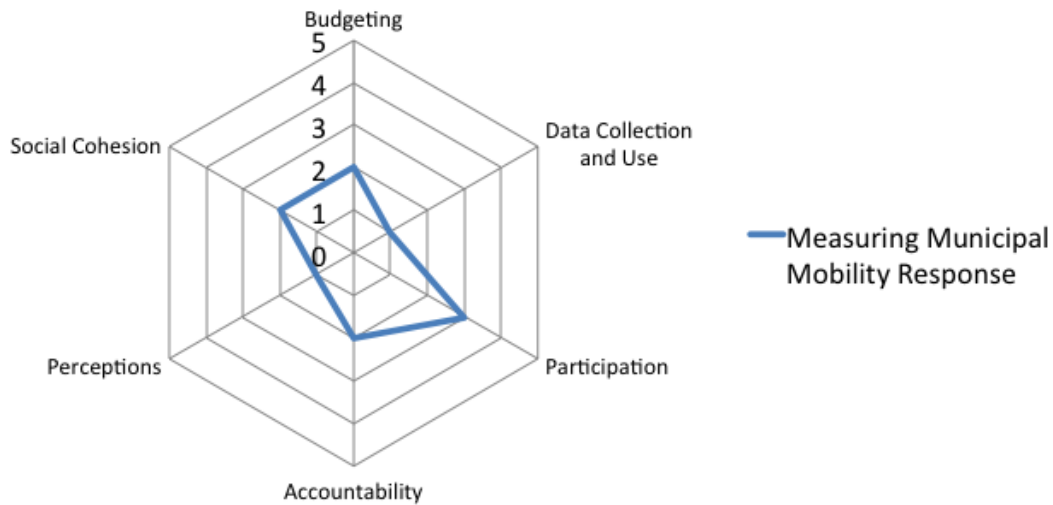 Budgeting
5
4
3
2
1
0
Social Cohesion
Data Collection
and Use
Perceptions
Participation
Accountability
Measuring Municipal
Mobility Response